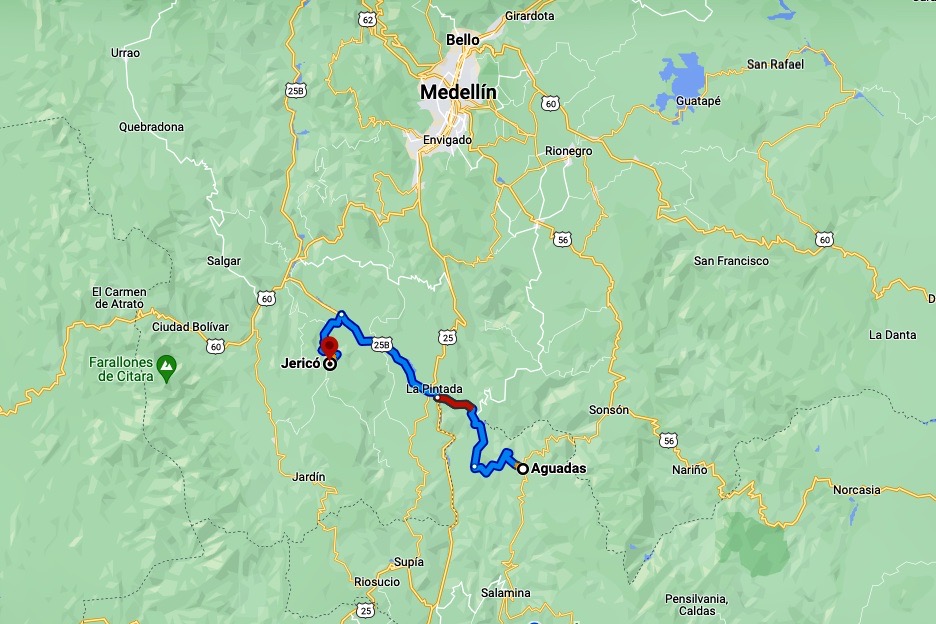 Girardota
62
Bello
Urrao
San Rafael
25B
Medellín
60
Guatapé
Quebradona
Envigado
Rionegro
56
60
Salgar
San Francisco
El Carmen
de Atrato
60
D
Ciudad Bolívar
25
La Danta
60
25B
Farallones
de Citara
Jericó
La Pintada
Sonsón
56
Aguadas
Nariño
Jardín
Norcasia
Supía
Riosucio
Salamina
Pensilvania,
Caldas
25